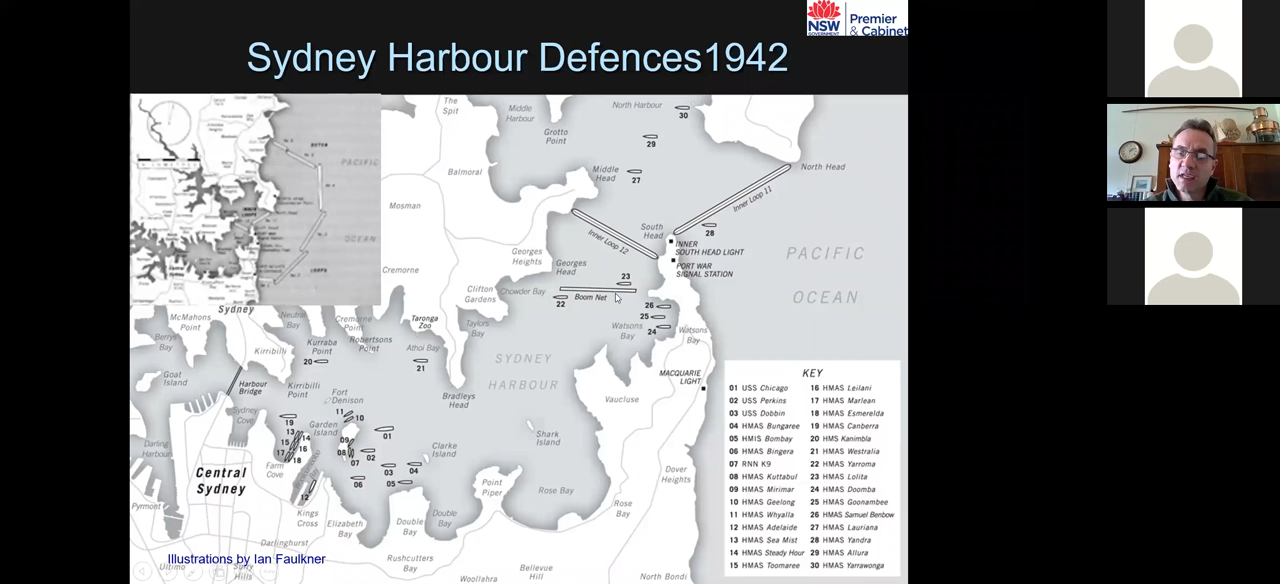 NSW
GOVERNMENT
Premier
& Cabinet
Sydney Harbour Defences1942
PACIFIC
OCEAN
LOOPS
The
Spit
Middle
Harbour
North Harbour
30
Grotto
Point
29
Balmoral
Middle
Head
27
North Head
Inner Loop 11
Mosman
South
Head
28
Inner Loop 12
INNER
SOUTH HEAD LIGHT
PORT WAR
SIGNAL STATION
PACIFIC
OCEAN
Georges
Heights
Georges
Head
Cremorne
23
Clifton
Gardens
Chowder Bay
22
Boom Net
26
25
24
Watsons
Bay
Watsons
Bay
Sydney
McMahons
Point
Neutral
Bay
Cremorne
Point
Robertsons
Point
Taronga
Zoo
Taylors
Bay
Berrys
Bay
Kirribilli
Kurraba
Point
20
Athol Bay
21
SYDNEY
HARBOUR
MACQUARIE
LIGHT
Goat
Island
Harbour
Bridge
Kirribilli
Point
Fort
Denison
Bradleys
Head
Vaucluse
Sydney
Cove
19
13
14
15
16
17
18
Garden
Island
11
10
09
08
07
01
02
03
04
05
06
12
Clarke
Island
Shark
Island
Darling
Harbour
Farm
Cove
Central
Sydney
Point
Piper
Rose Bay
Dover
Heights
Pyrmont
Kings
Cross
Elizabeth
Bay
Double
Bay
Double
Bay
Rose
Bay
Darlinghurst
Rushcutters
Bay
Illustrations by Ian Faulkner
Ultimo
Surry
Hills
Woollahra
Bellevue
Hill
North Bondi
KEY
01 USS Chicago
02 USS Perkins
03 USS Dobbin
04 HMAS Bungaree
05 HMIS Bombay
06 HMAS Bingera
07 RNN K9
08 HMAS Kuttabul
09 HMAS Mirimar
10 HMAS Geelong
11 HMAS Whyalla
12 HMAS Adelaide
13 HMAS Sea Mist
14 HMAS Steady Hour
15 HMAS Toomaree
16 HMAS Leilani
17 HMAS Marlean
18 HMAS Esmerelda
19 HMAS Canberra
20 HMS Kanimbla
21 HMAS Westralia
22 HMAS Yarroma
23 HMAS Lolita
24 HMAS Doomba
25 HMAS Goonambee
26 HMAS Samuel Benbow
27 HMAS Lauriana
28 HMAS Yandra
29 HMAS Allura
30 HMAS Yarrawonga